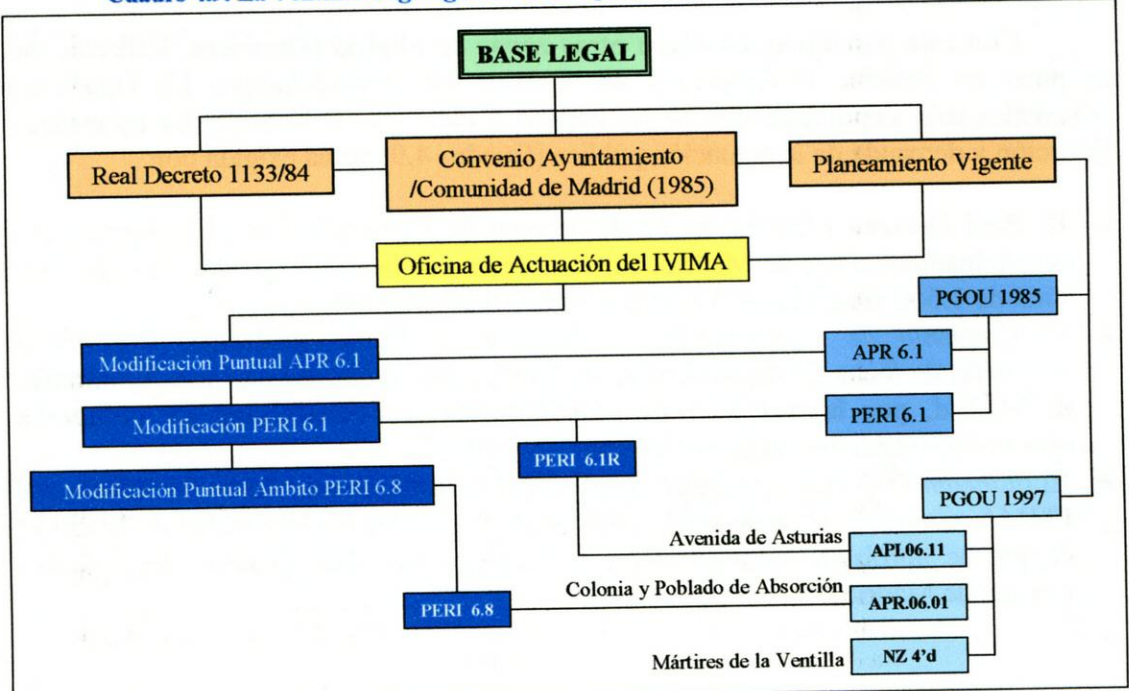 BASE LEGAL
Real Decreto 1133/84
Convenio Ayuntamiento
/Comunidad de Madrid (1985)
Planeamiento Vigente
Oficina de Actuación del IVIMA
PGOU 1985
Modificación Puntual APR 6.1
APR 6.1
Modificación PERI 6.1
PERI 6.1
PERI 6.1R
Modificación Puntual Ámbito PERI 6.8
PGOU 1997
Avenida de Asturias
API.06.11
Colonia y Poblado de Absorción
APR.06.01
PERI 6.8
Mártires de la Ventilla
NZ 4'd